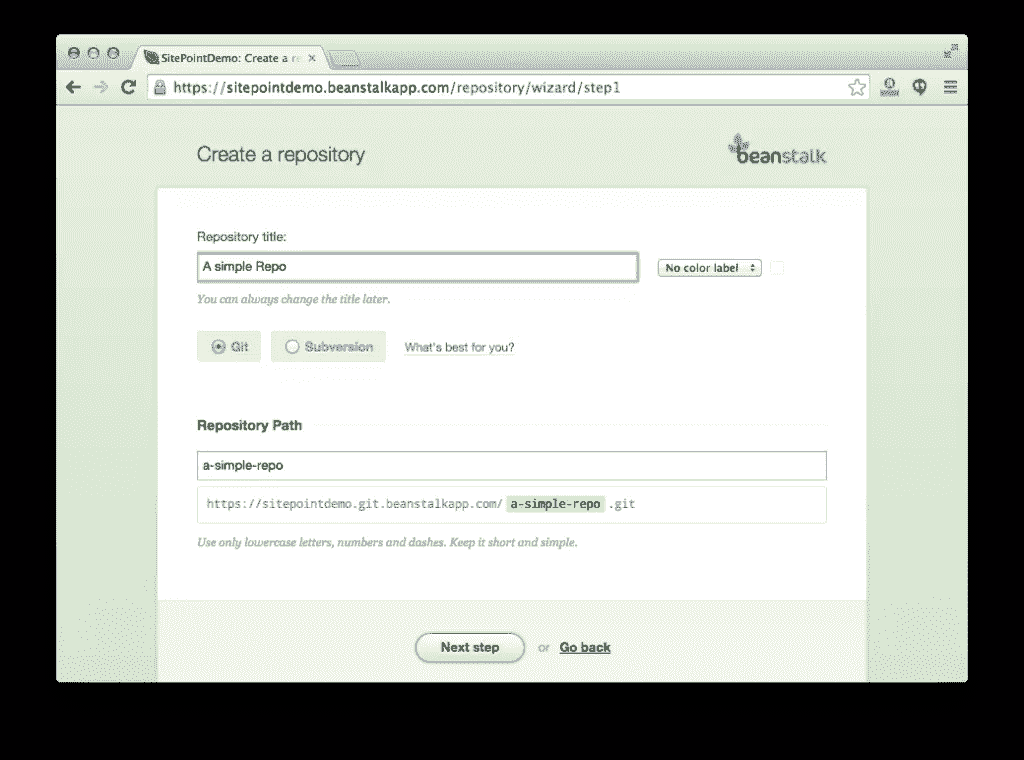 SitePointDemo: Create a re
https://sitepointdemo.beanstalkapp.com/repository/wizard/step1
Create a repository
beanstalk
Repository title:
A simple Repo
No color label
You can always change the title later.
Git
Subversion
What's best for you?
Repository Path
a-simple-repo
https://sitepointdemo.git.beanstalkapp.com/ a-simple-repo .git
Use only lowercase letters, numbers and dashes. Keep it short and simple.
Next step or Go back